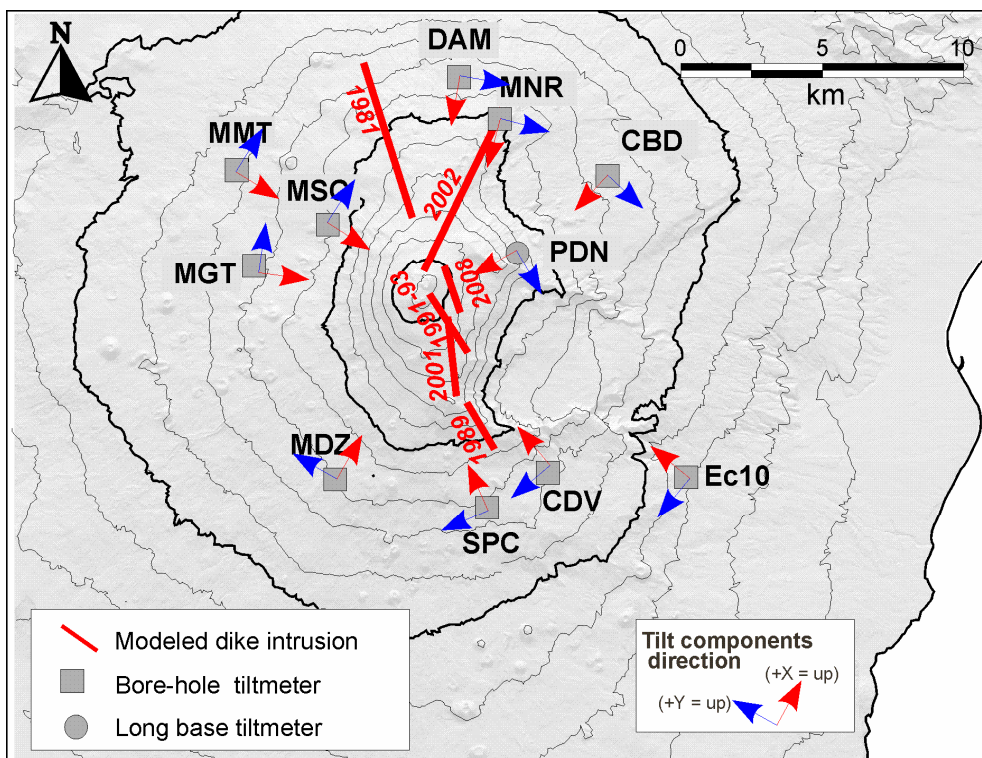 N
DAM
0 5 10
km
MNR
1981
MMT
CBD
MSC
2002
PDN
MGT
2008
1991-93
2001
1989
MDZ
Ec10
CDV
SPC
Modeled dike intrusion
Bore-hole tiltmeter
Long base tiltmeter
Tilt components
direction
(+X = up)
(+Y = up)